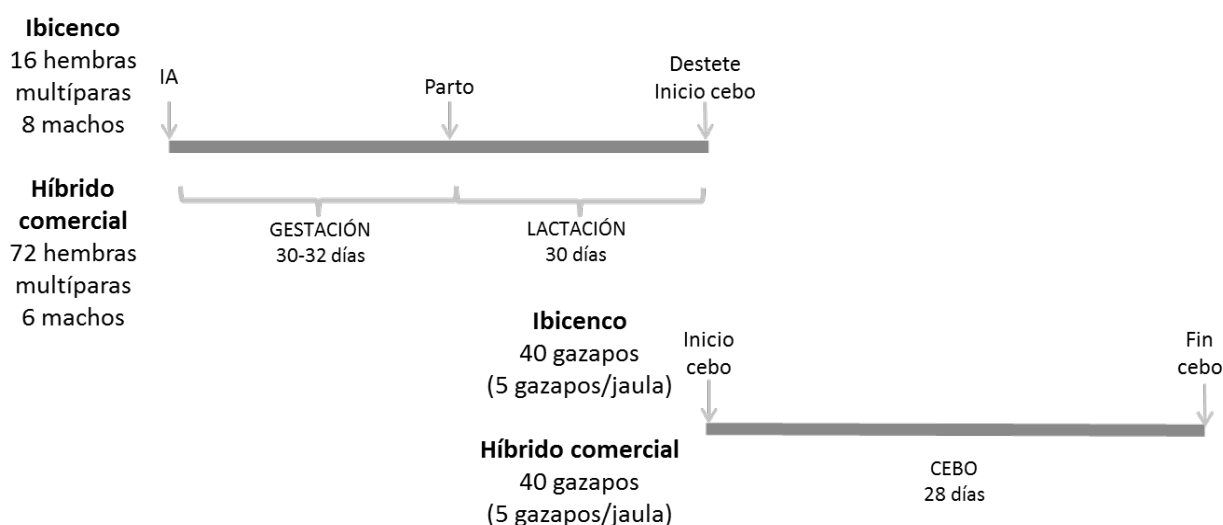 Ibicenco
16 hembras
multíparas
8 machos
Híbrido
comercial
72 hembras
multíparas
6 machos
IA
Parto
Destete
Inicio cebo
GESTACIÓN
30-32 días
LACTACIÓN
30 días
Ibicenco
40 gazapos
(5 gazapos/jaula)
Híbrido comercial
40 gazapos
(5 gazapos/jaula)
Inicio
cebo
Fin
cebo
CEBO
28 días